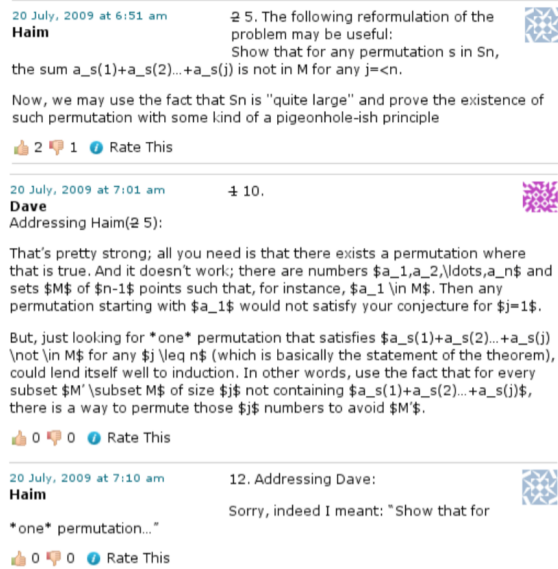 20 July, 2009 at 6:51 am
Haim
2 5. The following reformulation of the
problem may be useful:
Show that for any permutation s in Sn,
the sum a_s(1)+a_s(2)...+a_s(j) is not in M for any j=<n.
Now, we may use the fact that Sn is "quite large" and prove the existence of
such permutation with some kind of a pigeonhole-ish principle
2 1 Rate This
20 July, 2009 at 7:01 am
Dave
1 10.
Addressing Haim(2 5):
That's pretty strong; all you need is that there exists a permutation where
that is true. And it doesn't work; there are numbers $a_1,a_2,\ldots,a_n$ and
sets $M$ of $n-1$ points such that, for instance, $a_1 \in M$. Then any
permutation starting with $a_1$ would not satisfy your conjecture for $j=1$.
But, just looking for *one* permutation that satisfies $a_s(1)+a_s(2)...+a_s(j)
\not \in M$ for any $j \leq n$ (which is basically the statement of the theorem),
could lend itself well to induction. In other words, use the fact that for every
subset $M' \subset M$ of size $j$ not containing $a_s(1)+a_s(2)...+a_s(j)$,
there is a way to permute those $j$ numbers to avoid $M'$.
0 0 Rate This
20 July, 2009 at 7:10 am
Haim
12. Addressing Dave:
Sorry, indeed I meant: "Show that for
*one* permutation..."
0 0 Rate This